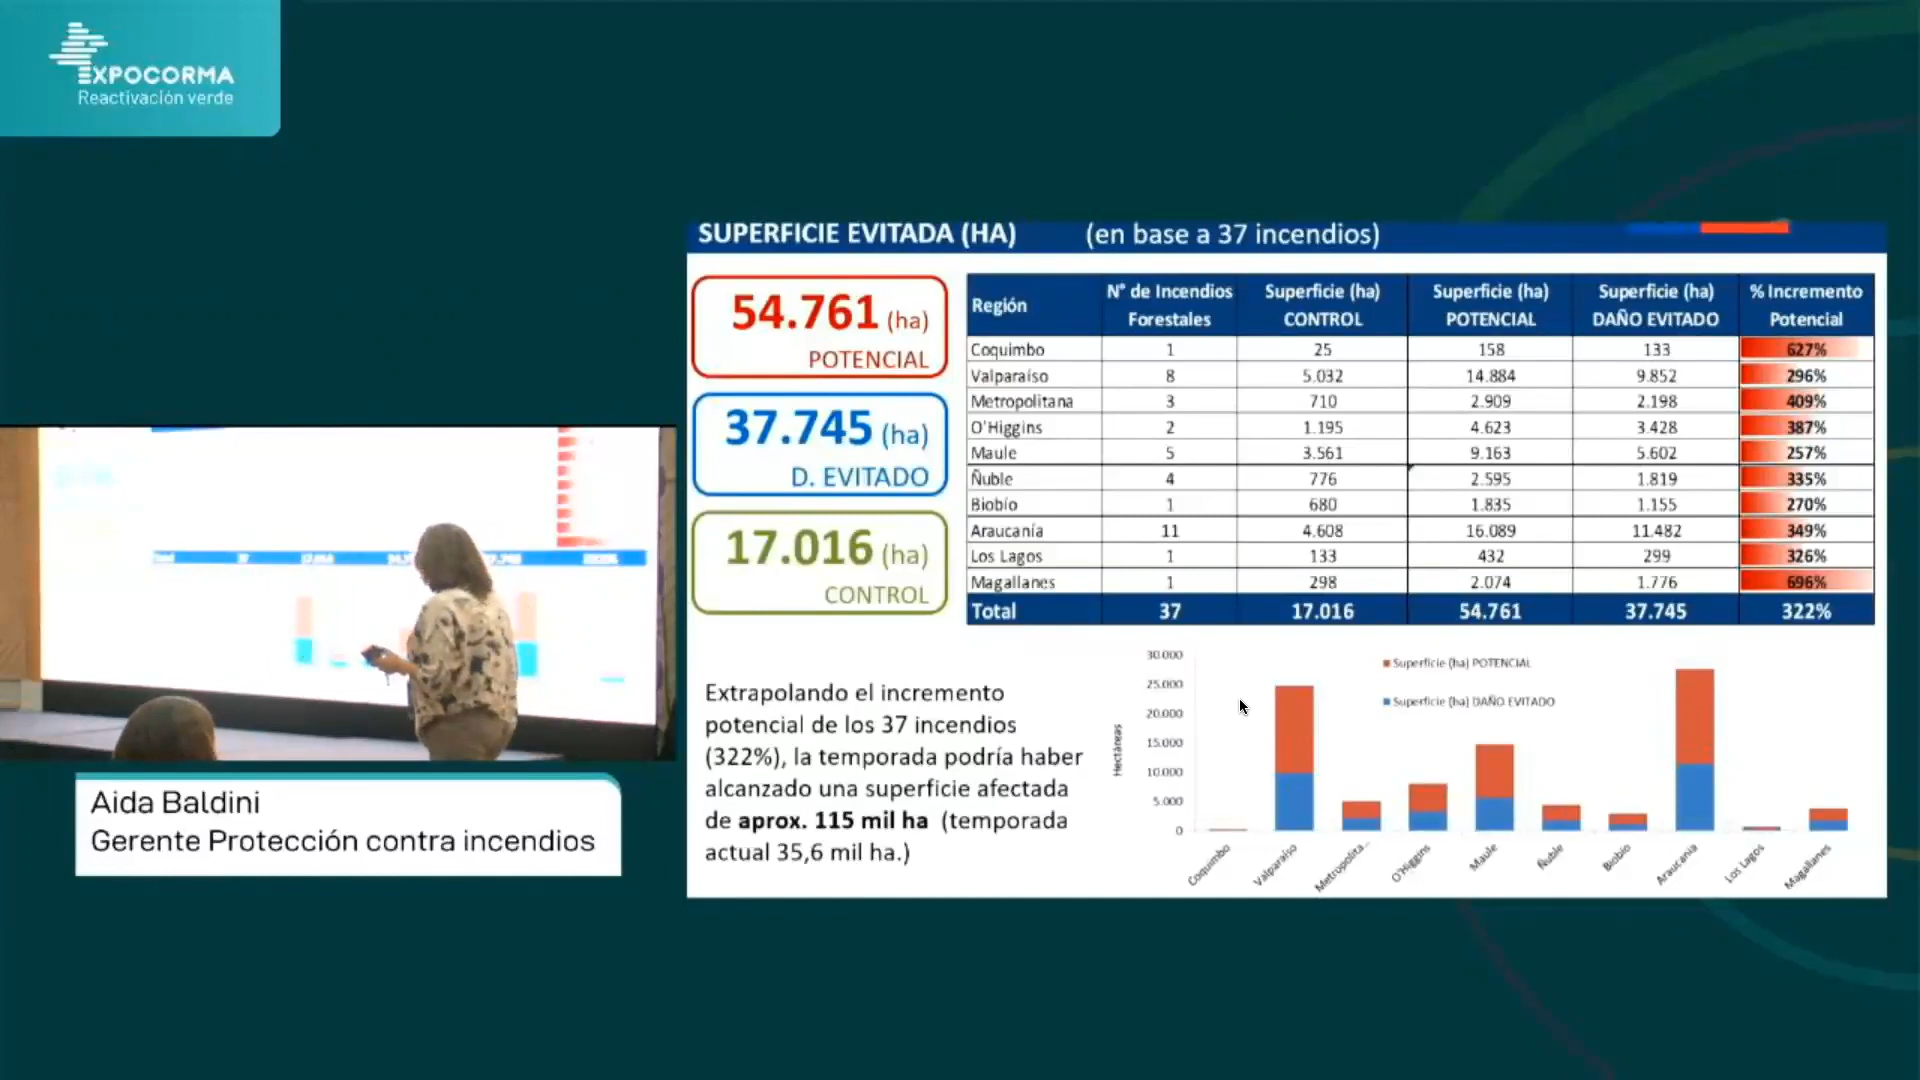 EXPOCORMA
Reactivación verde
SUPERFICIE EVITADA (HA) (en base a 37 incendios)
54.761 (ha)
POTENCIAL
37.745 (ha)
D. EVITADO
17.016 (ha)
CONTROL
Región N° de Incendios Forestales Superficie (ha) CONTROL Superficie (ha) POTENCIAL Superficie (ha) DAÑO EVITADO % Incremento Potencial
Coquimbo 1 25 158 133 627%
Valparaíso 8 5.032 14.884 9.852 296%
Metropolitana 3 710 2.909 2.198 409%
O'Higgins 2 1.195 4.623 3.428 387%
Maule 5 3.561 9.163 5.602 257%
Ñuble 4 776 2.595 1.819 335%
Biobío 1 680 1.835 1.155 270%
Araucanía 11 4.608 16.089 11.482 349%
Los Lagos 1 133 432 299 326%
Magallanes 1 298 2.074 1.776 696%
Total 37 17.016 54.761 37.745 322%
Extrapolando el incremento
potencial de los 37 incendios
(322%), la temporada podría haber
alcanzado una superficie afectada
de aprox. 115 mil ha (temporada
actual 35,6 mil ha.)
Hectáreas
30.000
25.000
20.000
15.000
10.000
5.000
0
Superficie (ha) POTENCIAL
Superficie (ha) DAÑO EVITADO
Coquimbo
Valparaíso
Metropolita...
O'Higgins
Maule
Ñuble
Biobío
Araucanía
Los Lagos
Magallanes
Aida Baldini
Gerente Protección contra incendios